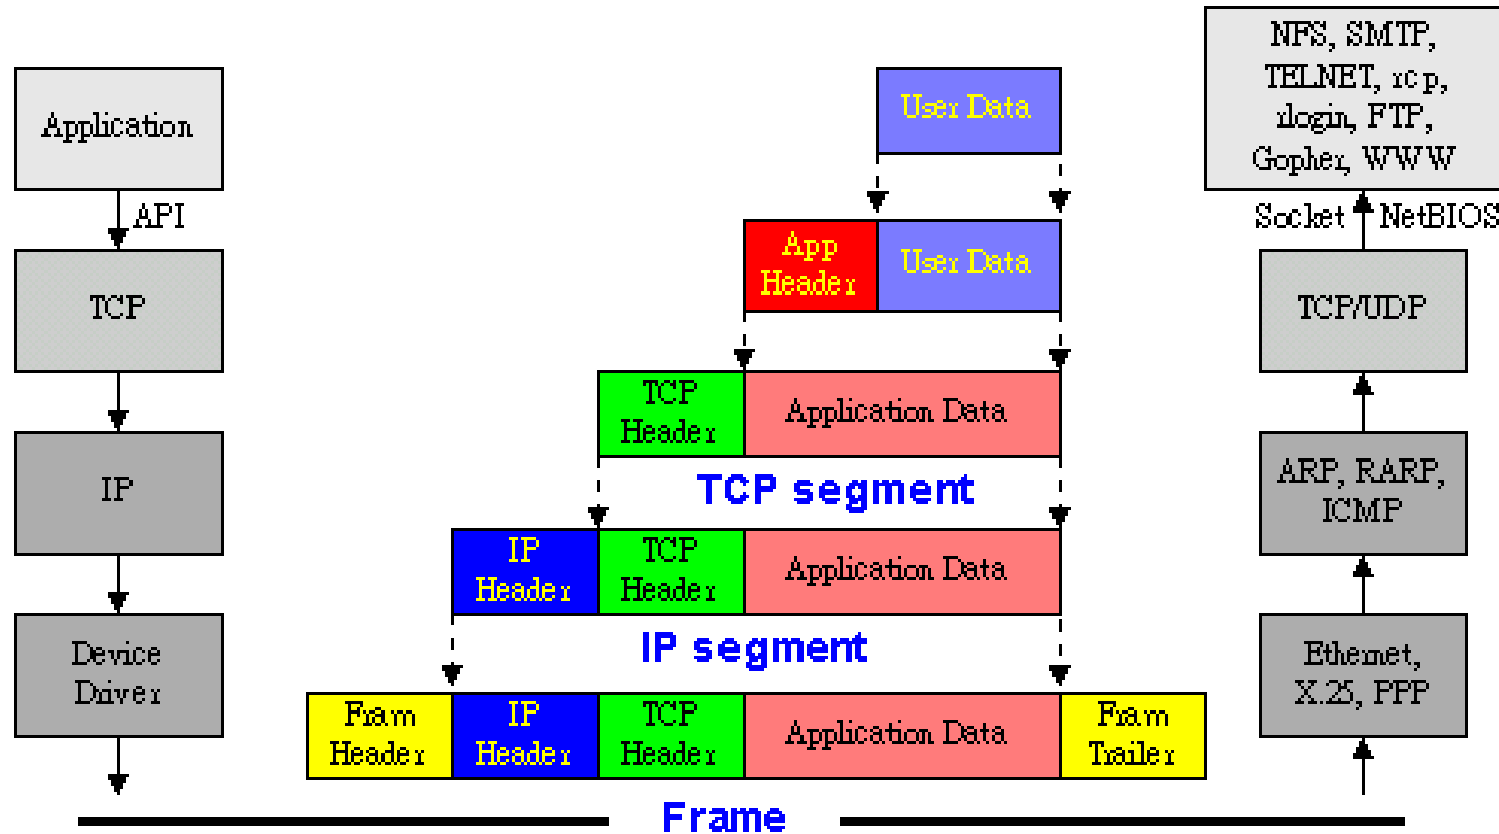 Application
API
TCP
IP
Device
Driver
User Data
App
Header
User Data
TCP
Header
Application Data
TCP segment
IP
Header
TCP
Header
Application Data
IP segment
Fram
Header
IP
Header
TCP
Header
Application Data
Fram
Trailer
Frame
NFS, SMTP,
TELNET, rcp,
rlogin, FTP,
Gopher, WWW
Socket
NetBIOS
TCP/UDP
ARP, RARP,
ICMP
Ethernet,
X.25, PPP